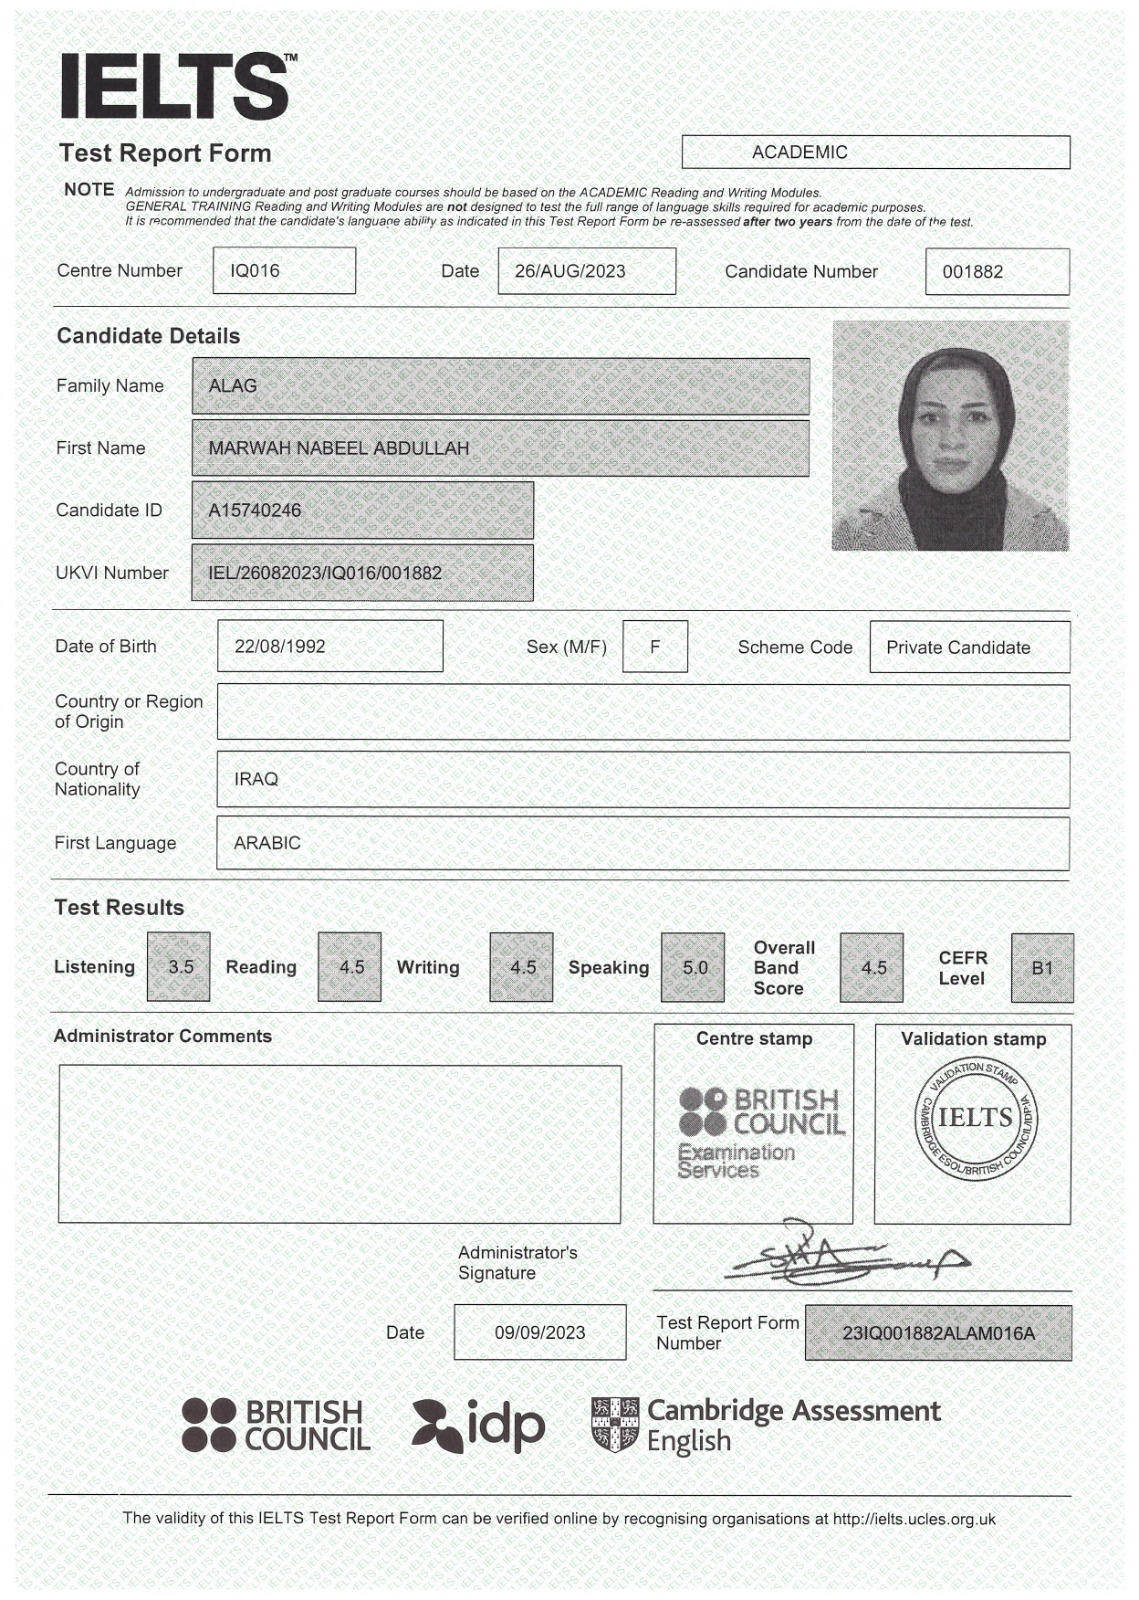 IELTS™
Test Report Form
ACADEMIC
NOTE Admission to undergraduate and post graduate courses should be based on the ACADEMIC Reading and Writing Modules.
GENERAL TRAINING Reading and Writing Modules are not designed to test the full range of language skills required for academic purposes.
It is recommended that the candidate's language ability as indicated in this Test Report Form be re-assessed after two years from the date of the test.
Centre Number IQ016 Date 26/AUG/2023 Candidate Number 001882
Candidate Details
Family Name ALAG
First Name MARWAH NABEEL ABDULLAH
Candidate ID A15740246
UKVI Number IEL/26082023/IQ016/001882
Date of Birth 22/08/1992 Sex (M/F) F Scheme Code Private Candidate
Country or Region
of Origin
Country of
Nationality IRAQ
First Language ARABIC
Test Results
Listening 3.5 Reading 4.5 Writing 4.5 Speaking 5.0 Overall Band Score 4.5 CEFR Level B1
Administrator Comments
Centre stamp
BRITISH
COUNCIL
Examination
Services
Validation stamp
VALIDATION STAMP
IELTS
CAMBRIDGE ESOL/BRITISH COUNCIL/IDP:IA
Administrator's
Signature
Date 09/09/2023
Test Report Form
Number 23IQ001882ALAM016A
BRITISH
COUNCIL
idp
Cambridge Assessment
English
The validity of this IELTS Test Report Form can be verified online by recognising organisations at http://ielts.ucles.org.uk